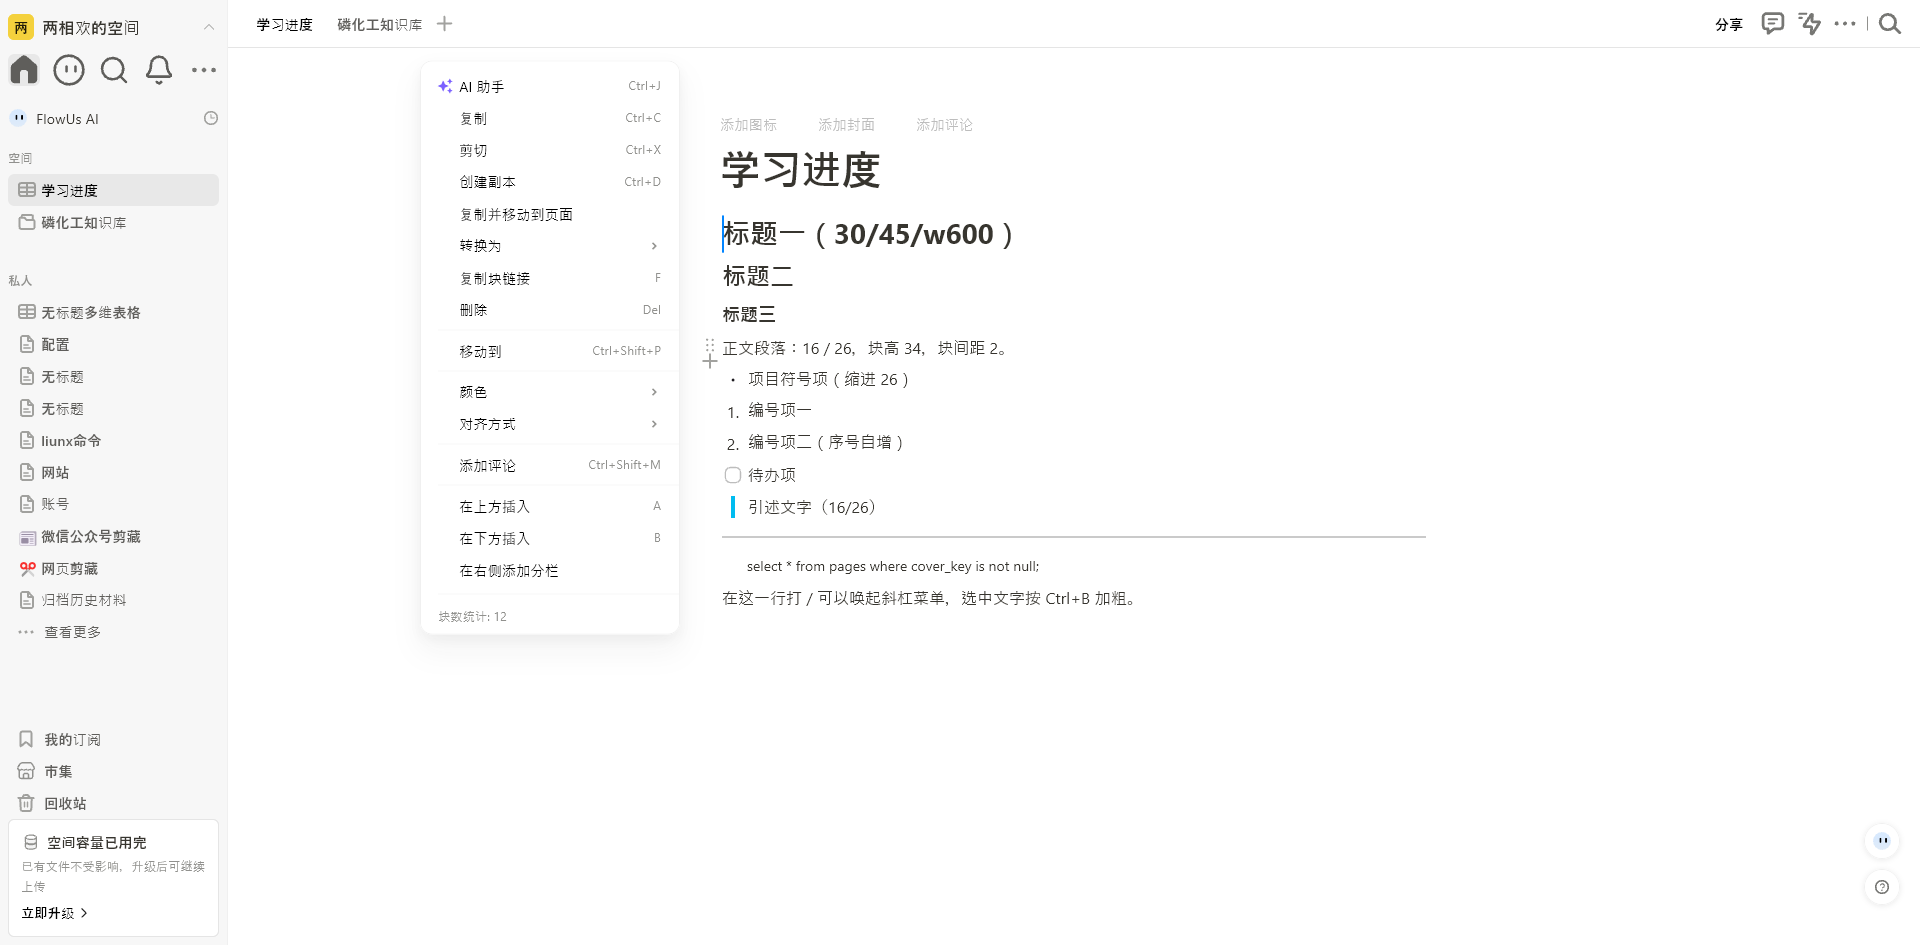 两 两相欢的空间
FlowUs AI
空间
学习进度
磷化工知识库
私人
无标题多维表格
配置
无标题
无标题
liunx命令
网站
账号
微信公众号剪藏
网页剪藏
归档历史材料
查看更多
我的订阅
市集
回收站
空间容量已用完
已有文件不受影响，升级后可继续
上传
立即升级
学习进度 磷化工知识库
分享
AI 助手 Ctrl+J
复制 Ctrl+C
剪切 Ctrl+X
创建副本 Ctrl+D
复制并移动到页面
转换为
复制块链接 F
删除 Del
移动到 Ctrl+Shift+P
颜色
对齐方式
添加评论 Ctrl+Shift+M
在上方插入 A
在下方插入 B
在右侧添加分栏
块数统计: 12
添加图标 添加封面 添加评论
学习进度
标题一（30/45/w600）
标题二
标题三
正文段落：16 / 26，块高 34，块间距 2。
• 项目符号项（缩进 26）
1. 编号项一
2. 编号项二（序号自增）
待办项
引述文字（16/26）
select * from pages where cover_key is not null;
在这一行打 / 可以唤起斜杠菜单，选中文字按 Ctrl+B 加粗。